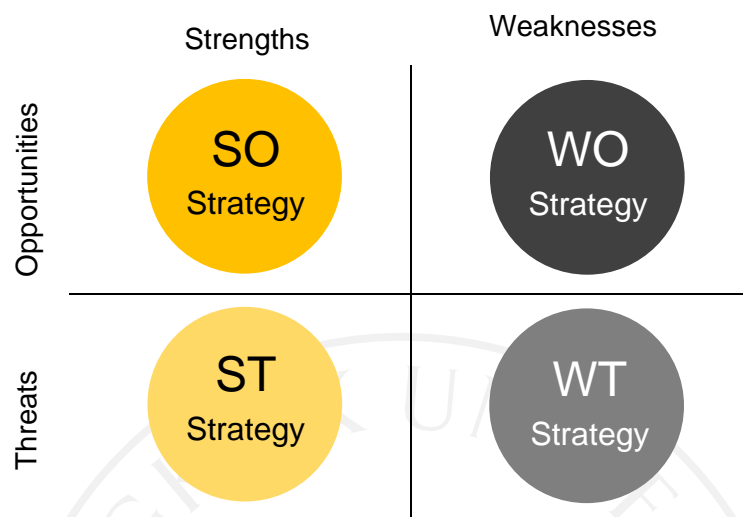 Strengths
Weaknesses
Opportunities
SO
Strategy
WO
Strategy
Threats
ST
Strategy
WT
Strategy